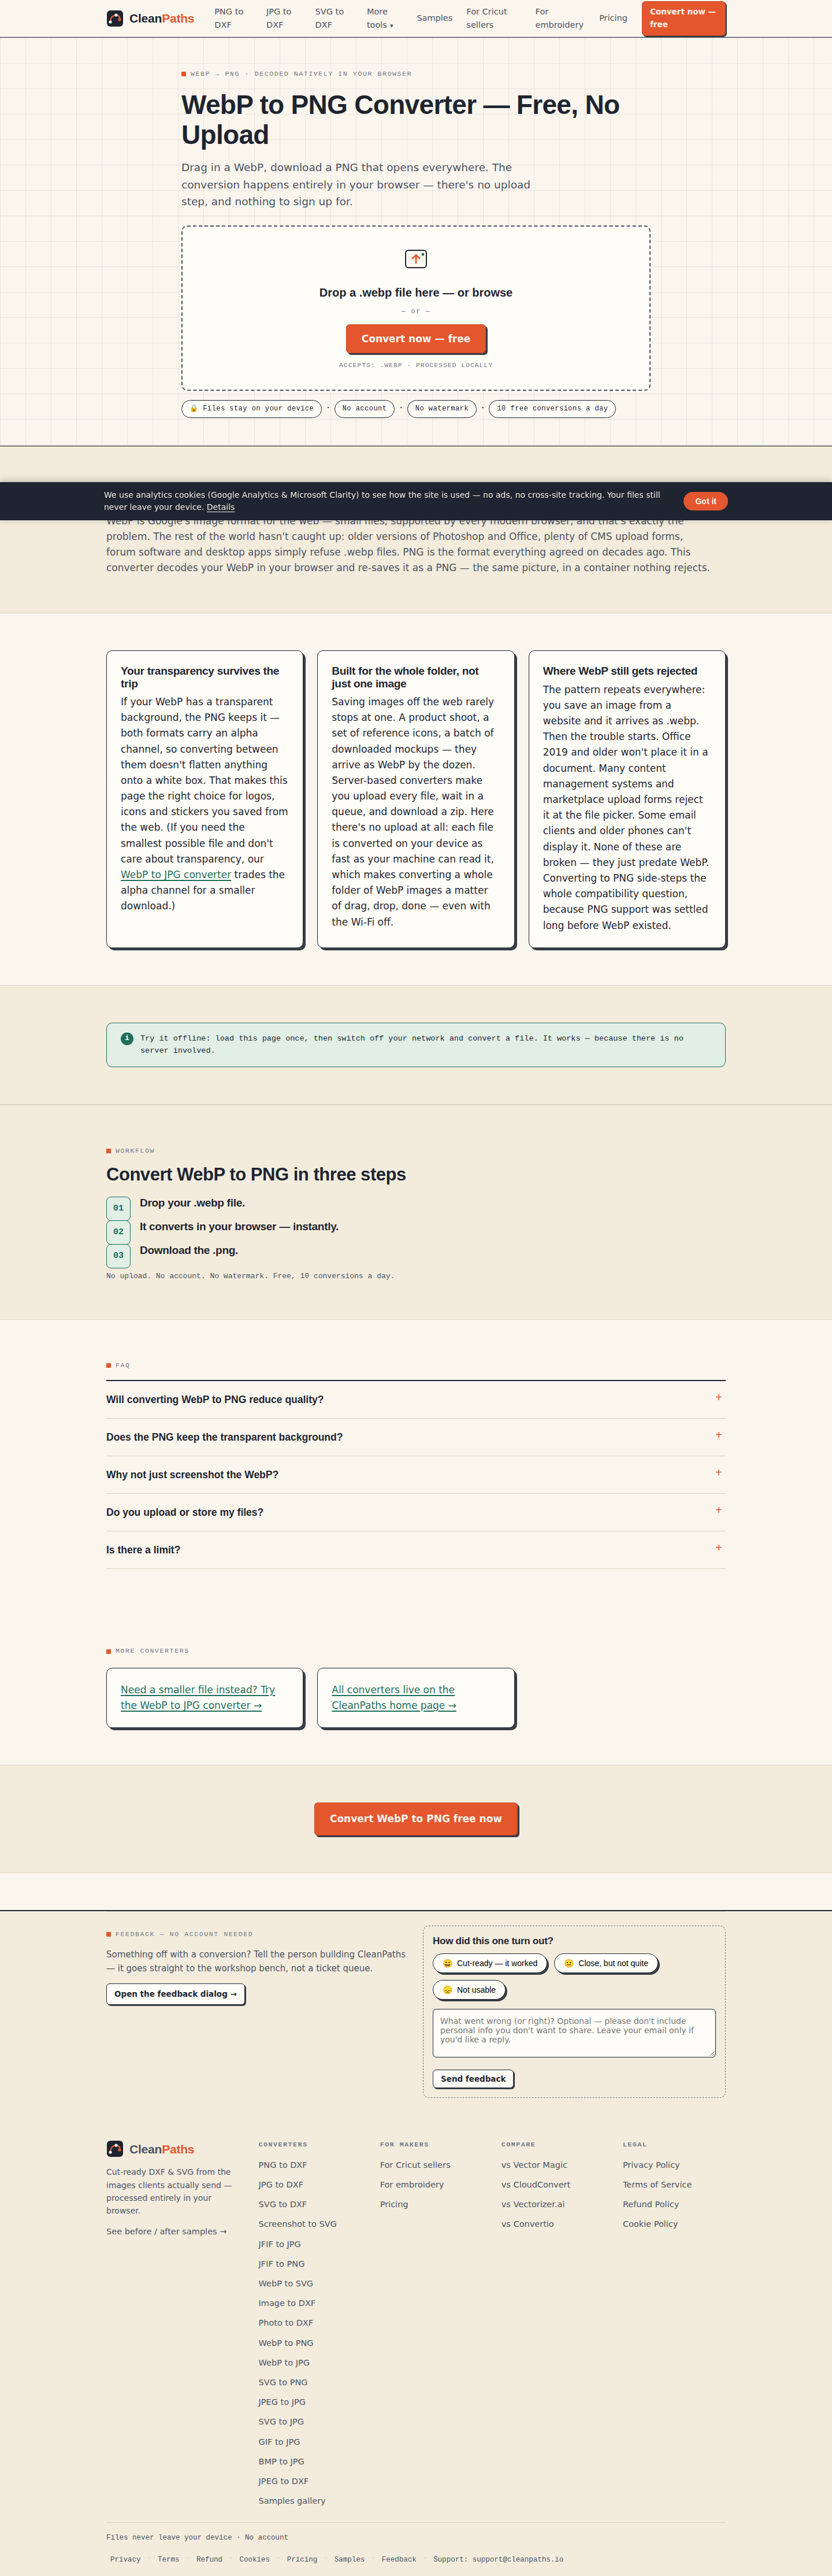 CleanPaths
PNG to DXF
JPG to DXF
SVG to DXF
More tools ▾
Samples
For Cricut sellers
For embroidery
Pricing
Convert now — free
WEBP → PNG · DECODED NATIVELY IN YOUR BROWSER
WebP to PNG Converter — Free, No
Upload
Drag in a WebP, download a PNG that opens everywhere. The
conversion happens entirely in your browser — there's no upload
step, and nothing to sign up for.
Drop a .webp file here — or browse
— or —
Convert now — free
ACCEPTS: .WEBP · PROCESSED LOCALLY
🔒 Files stay on your device · No account · No watermark · 10 free conversions a day
We use analytics cookies (Google Analytics & Microsoft Clarity) to see how the site is used — no ads, no cross-site tracking. Your files still
never leave your device. Details
Got it
WebP is Google's image format for the web — small files, supported by every modern browser, and that's exactly the
problem. The rest of the world hasn't caught up: older versions of Photoshop and Office, plenty of CMS upload forms,
forum software and desktop apps simply refuse .webp files. PNG is the format everything agreed on decades ago. This
converter decodes your WebP in your browser and re-saves it as a PNG — the same picture, in a container nothing rejects.
Your transparency survives the
trip
If your WebP has a transparent
background, the PNG keeps it —
both formats carry an alpha
channel, so converting between
them doesn't flatten anything
onto a white box. That makes this
the right choice for logos,
icons and stickers you saved from
the web. (If you need the
smallest possible file and don't
care about transparency, our
WebP to JPG converter trades the
alpha channel for a smaller
download.)
Built for the whole folder, not
just one image
Saving images off the web rarely
stops at one. A product shoot, a
set of reference icons, a batch of
downloaded mockups — they
arrive as WebP by the dozen.
Server-based converters make
you upload every file, wait in a
queue, and download a zip. Here
there's no upload at all: each file
is converted on your device as
fast as your machine can read it,
which makes converting a whole
folder of WebP images a matter
of drag, drop, done — even with
the Wi-Fi off.
Where WebP still gets rejected
The pattern repeats everywhere:
you save an image from a
website and it arrives as .webp.
Then the trouble starts. Office
2019 and older won't place it in a
document. Many content
management systems and
marketplace upload forms reject
it at the file picker. Some email
clients and older phones can't
display it. None of these are
broken — they just predate WebP.
Converting to PNG side-steps the
whole compatibility question,
because PNG support was settled
long before WebP existed.
i
Try it offline: load this page once, then switch off your network and convert a file. It works — because there is no
server involved.
WORKFLOW
Convert WebP to PNG in three steps
01 Drop your .webp file.
02 It converts in your browser — instantly.
03 Download the .png.
No upload. No account. No watermark. Free, 10 conversions a day.
FAQ
Will converting WebP to PNG reduce quality? +
Does the PNG keep the transparent background? +
Why not just screenshot the WebP? +
Do you upload or store my files? +
Is there a limit? +
MORE CONVERTERS
Need a smaller file instead? Try
the WebP to JPG converter →
All converters live on the
CleanPaths home page →
Convert WebP to PNG free now
FEEDBACK — NO ACCOUNT NEEDED
Something off with a conversion? Tell the person building CleanPaths
— it goes straight to the workshop bench, not a ticket queue.
Open the feedback dialog →
How did this one turn out?
😄 Cut-ready — it worked
😐 Close, but not quite
😞 Not usable
What went wrong (or right)? Optional — please don't include
personal info you don't want to share. Leave your email only if
you'd like a reply.
Send feedback
CleanPaths
Cut-ready DXF & SVG from the
images clients actually send —
processed entirely in your
browser.
See before / after samples →
CONVERTERS
PNG to DXF
JPG to DXF
SVG to DXF
Screenshot to SVG
JFIF to JPG
JFIF to PNG
WebP to SVG
Image to DXF
Photo to DXF
WebP to PNG
WebP to JPG
SVG to PNG
JPEG to JPG
SVG to JPG
GIF to JPG
BMP to JPG
JPEG to DXF
Samples gallery
FOR MAKERS
For Cricut sellers
For embroidery
Pricing
COMPARE
vs Vector Magic
vs CloudConvert
vs Vectorizer.ai
vs Convertio
LEGAL
Privacy Policy
Terms of Service
Refund Policy
Cookie Policy
Files never leave your device · No account
Privacy Terms Refund Cookies Pricing Samples Feedback Support: support@cleanpaths.io